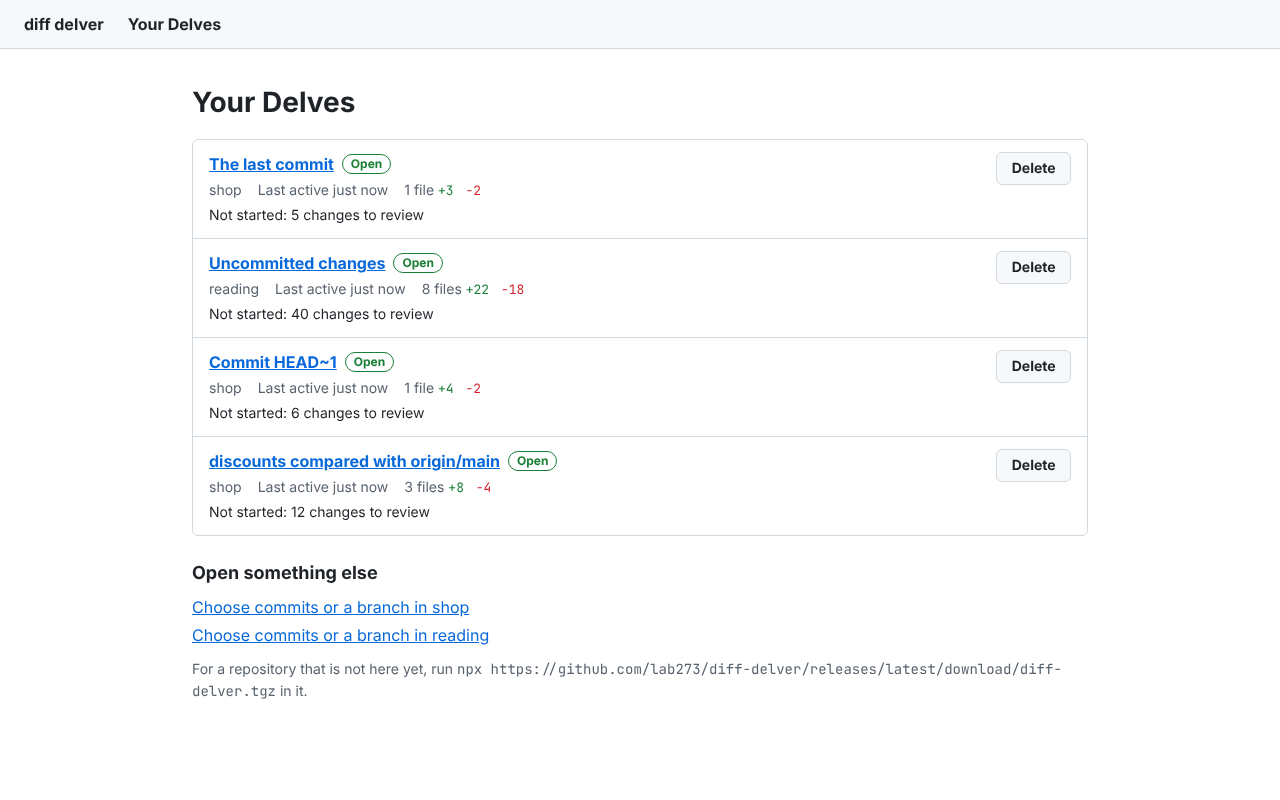 diff delver Your Delves
Your Delves
The last commit Open Delete
shop Last active just now 1 file +3 -2
Not started: 5 changes to review
Uncommitted changes Open Delete
reading Last active just now 8 files +22 -18
Not started: 40 changes to review
Commit HEAD~1 Open Delete
shop Last active just now 1 file +4 -2
Not started: 6 changes to review
discounts compared with origin/main Open Delete
shop Last active just now 3 files +8 -4
Not started: 12 changes to review
Open something else
Choose commits or a branch in shop
Choose commits or a branch in reading
For a repository that is not here yet, run npx https://github.com/lab273/diff-delver/releases/latest/download/diff-
delver.tgz in it.